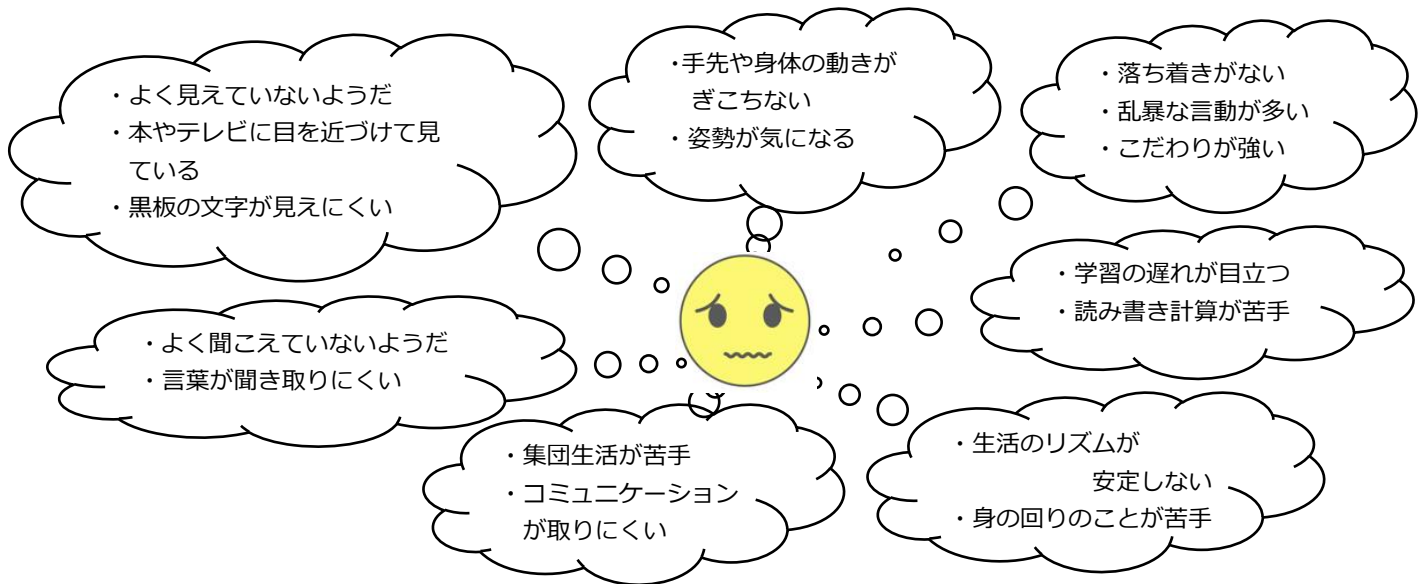 ・よく見えていないようだ
・本やテレビに目を近づけて見
ている
・黒板の文字が見えにくい
・手先や身体の動きが
ぎこちない
・姿勢が気になる
・落ち着きがない
・乱暴な言動が多い
・こだわりが強い
・学習の遅れが目立つ
・読み書き計算が苦手
・よく聞こえていないようだ
・言葉が聞き取りにくい
・集団生活が苦手
・コミュニケーション
が取りにくい
・生活のリズムが
安定しない
・身の回りのことが苦手